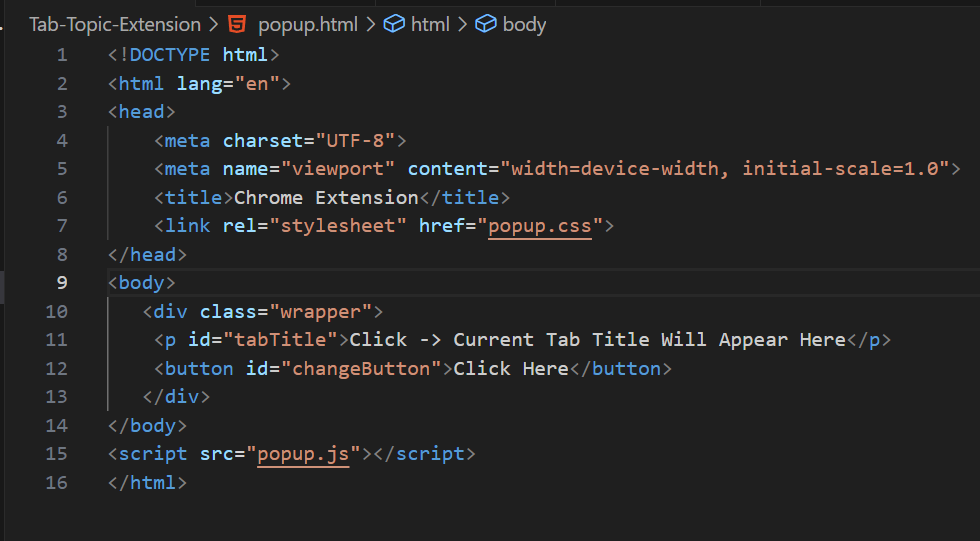 Tab-Topic-Extension > popup.html > html > body
1 <!DOCTYPE html>
2 <html lang="en">
3 <head>
4 <meta charset="UTF-8">
5 <meta name="viewport" content="width=device-width, initial-scale=1.0">
6 <title>Chrome Extension</title>
7 <link rel="stylesheet" href="popup.css">
8 </head>
9 <body>
10 <div class="wrapper">
11 <p id="tabTitle">Click -> Current Tab Title Will Appear Here</p>
12 <button id="changeButton">Click Here</button>
13 </div>
14 </body>
15 <script src="popup.js"></script>
16 </html>